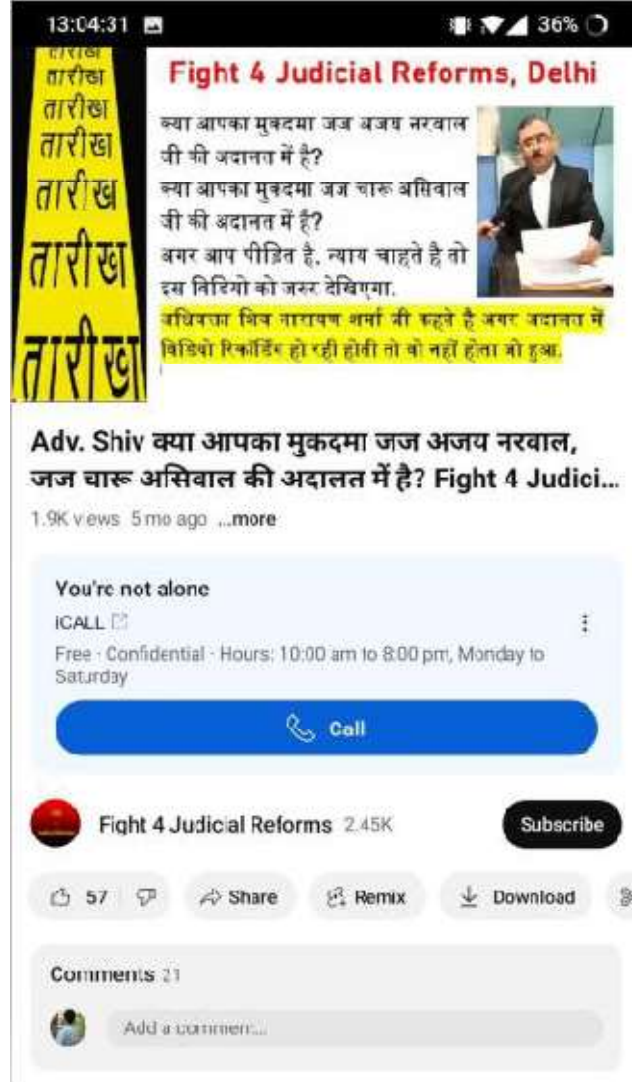 13:04:31
36%
तारीख
तारीख
तारीख
तारीख
तारीख
तारीख
Fight 4 Judicial Reforms, Delhi
क्या आपका मुकदमा जज अजय नरवाल
जी की अदालत में है?
क्या आपका मुकदमा जज चारू असिवाल
जी की अदालत में है?
अगर आप पीड़ित है, न्याय चाहते है तो
इस विडियो को जरुर देखिएगा.
अधिवक्ता शिव नारायण शर्मा जी कहते है अगर अदालत में
विडियो रिकॉर्डिंग हो रही होती तो वो नहीं होता जो हुआ.
Adv. Shiv क्या आपका मुकदमा जज अजय नरवाल,
जज चारू असिवाल की अदालत में है? Fight 4 Judici...
1.9K views 5 mo ago ...more
You're not alone
iCALL
Free · Confidential · Hours: 10:00 am to 8:00 pm, Monday to
Saturday
Call
Fight 4 Judicial Reforms 2.45K
Subscribe
57
Share
Remix
Download
Comments 21
Add a comment...